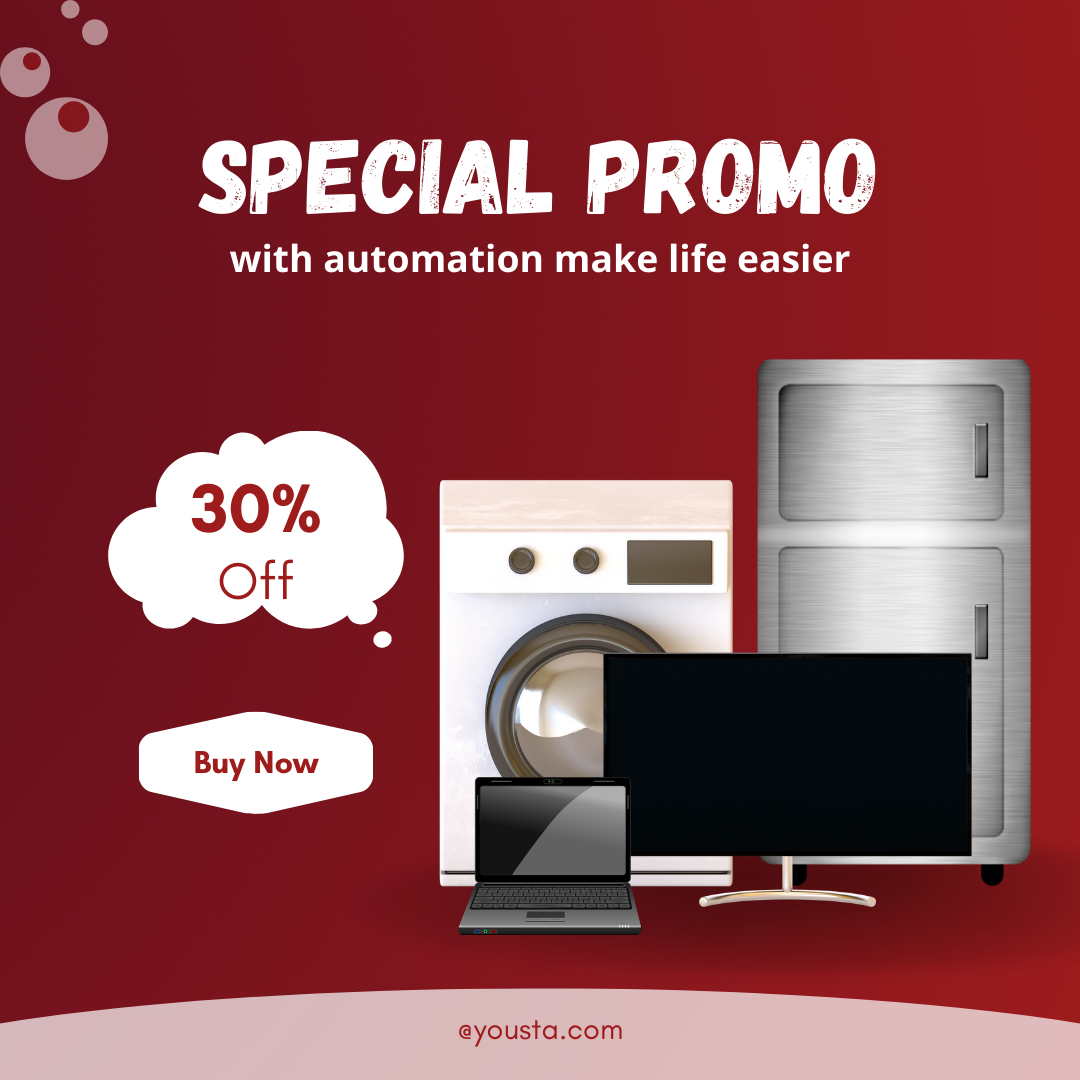 SPECIAL PROMO
with automation make life easier
30%
Off
Buy Now
@yousta.com